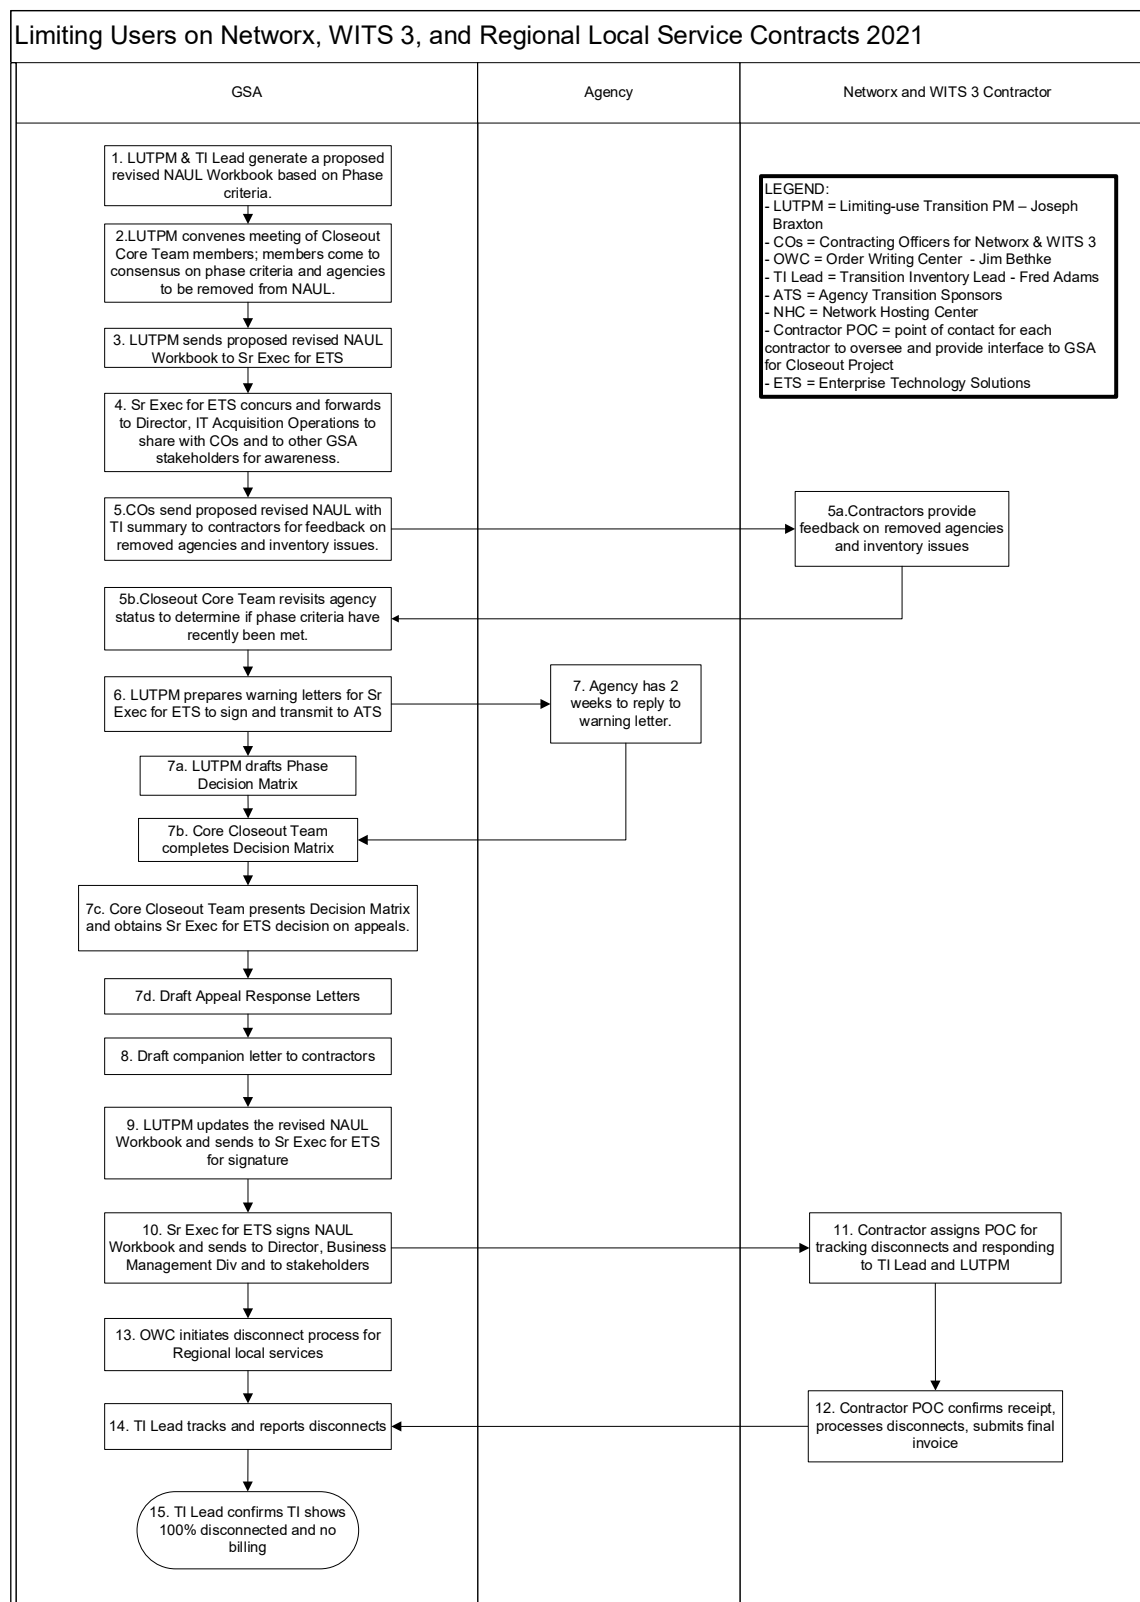 Limiting Users on Networx, WITS 3, and Regional Local Service Contracts 2021
GSA
Agency
Networx and WITS 3 Contractor
1. LUTPM & TI Lead generate a proposed
revised NAUL Workbook based on Phase
criteria.
LEGEND:
- LUTPM = Limiting-use Transition PM – Joseph
Braxton
- COs = Contracting Officers for Networx & WITS 3
- OWC = Order Writing Center - Jim Bethke
- TI Lead = Transition Inventory Lead - Fred Adams
- ATS = Agency Transition Sponsors
- NHC = Network Hosting Center
- Contractor POC = point of contact for each
contractor to oversee and provide interface to GSA
for Closeout Project
- ETS = Enterprise Technology Solutions
2.LUTPM convenes meeting of Closeout
Core Team members; members come to
consensus on phase criteria and agencies
to be removed from NAUL.
3. LUTPM sends proposed revised NAUL
Workbook to Sr Exec for ETS
4. Sr Exec for ETS concurs and forwards
to Director, IT Acquisition Operations to
share with COs and to other GSA
stakeholders for awareness.
5.COs send proposed revised NAUL with
TI summary to contractors for feedback on
removed agencies and inventory issues.
5a.Contractors provide
feedback on removed agencies
and inventory issues
5b.Closeout Core Team revisits agency
status to determine if phase criteria have
recently been met.
6. LUTPM prepares warning letters for Sr
Exec for ETS to sign and transmit to ATS
7. Agency has 2
weeks to reply to
warning letter.
7a. LUTPM drafts Phase
Decision Matrix
7b. Core Closeout Team
completes Decision Matrix
7c. Core Closeout Team presents Decision Matrix
and obtains Sr Exec for ETS decision on appeals.
7d. Draft Appeal Response Letters
8. Draft companion letter to contractors
9. LUTPM updates the revised NAUL
Workbook and sends to Sr Exec for ETS
for signature
10. Sr Exec for ETS signs NAUL
Workbook and sends to Director, Business
Management Div and to stakeholders
11. Contractor assigns POC for
tracking disconnects and responding
to TI Lead and LUTPM
13. OWC initiates disconnect process for
Regional local services
14. TI Lead tracks and reports disconnects
12. Contractor POC confirms receipt,
processes disconnects, submits final
invoice
15. TI Lead confirms TI shows
100% disconnected and no
billing